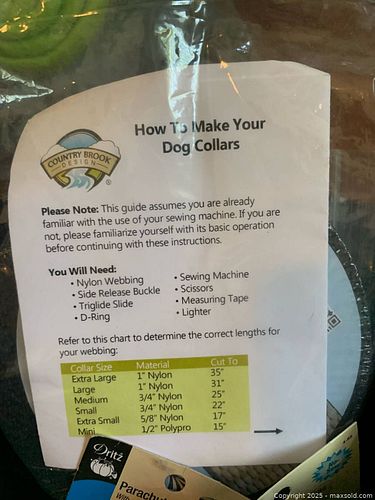 How To Make Your
Dog Collars
COUNTRY BROOK
DESIGN
®
Please Note: This guide assumes you are already
familiar with the use of your sewing machine. If you are
not, please familiarize yourself with its basic operation
before continuing with these instructions.
You Will Need:
• Nylon Webbing
• Side Release Buckle
• Triglide Slide
• D-Ring
• Sewing Machine
• Scissors
• Measuring Tape
• Lighter
Refer to this chart to determine the correct lengths for
your webbing:
Collar Size Material Cut To
Extra Large 1" Nylon 35"
Large 1" Nylon 31"
Medium 3/4" Nylon 25"
Small 3/4" Nylon 22"
Extra Small 5/8" Nylon 17"
Mini 1/2" Polypro 15"
Dritz
Parachu
Copyright 2025 - maxsold.com